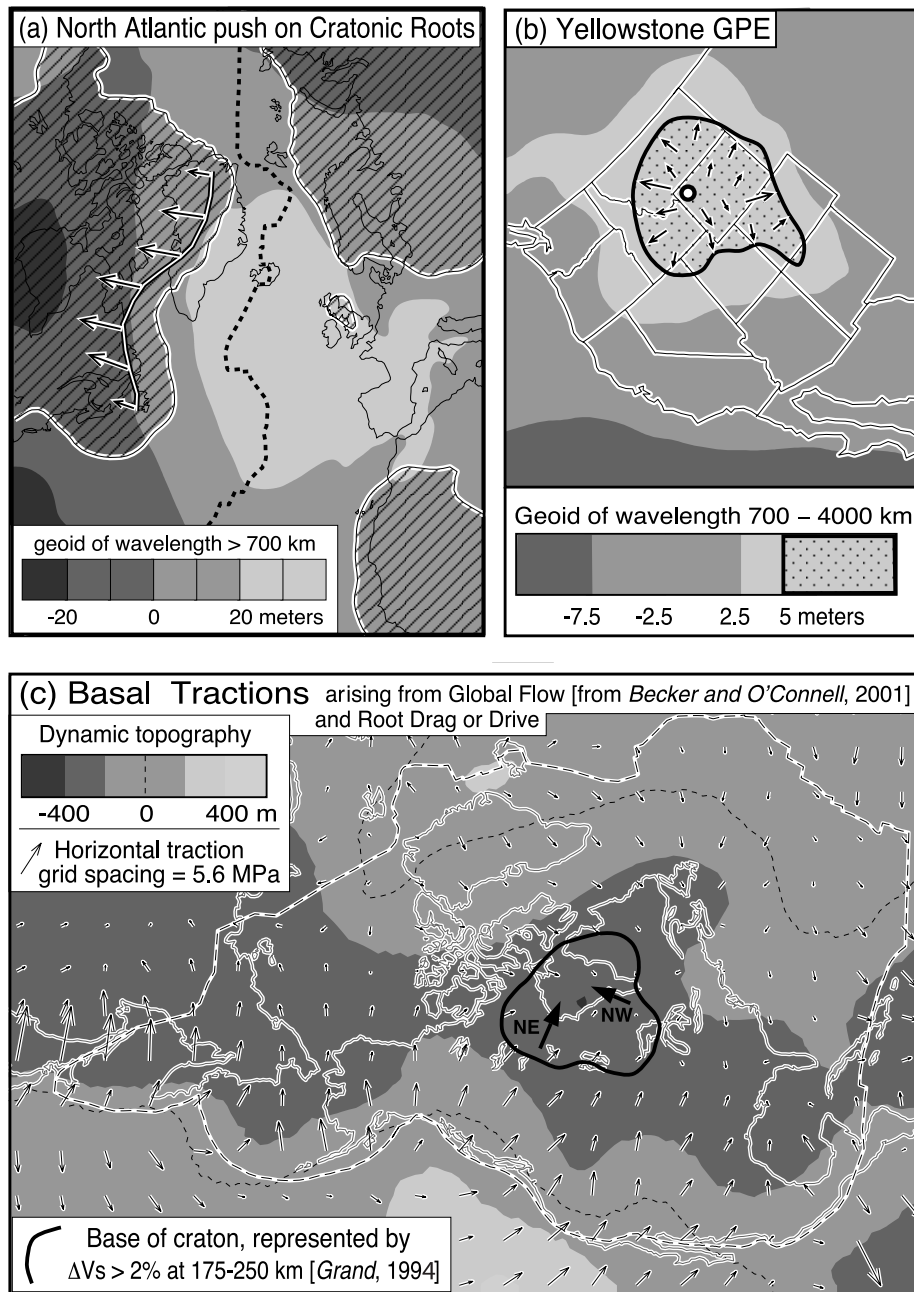 (a) North Atlantic push on Cratonic Roots
geoid of wavelength > 700 km
-20 0 20 meters
(b) Yellowstone GPE
Geoid of wavelength 700 – 4000 km
-7.5 -2.5 2.5 5 meters
(c) Basal Tractions arising from Global Flow [from Becker and O'Connell, 2001]
and Root Drag or Drive
Dynamic topography
-400 0 400 m
Horizontal traction
grid spacing = 5.6 MPa
NE
NW
Base of craton, represented by
ΔVs > 2% at 175-250 km [Grand, 1994]